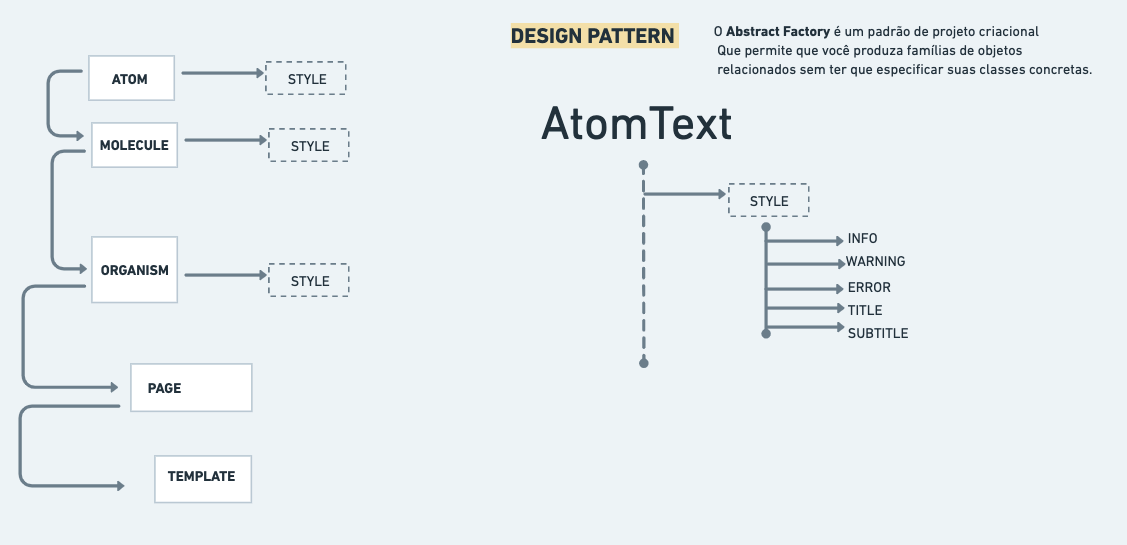 ATOM
STYLE
MOLECULE
STYLE
ORGANISM
STYLE
PAGE
TEMPLATE
DESIGN PATTERN
O Abstract Factory é um padrão de projeto criacional
Que permite que você produza famílias de objetos
relacionados sem ter que especificar suas classes concretas.
AtomText
STYLE
INFO
WARNING
ERROR
TITLE
SUBTITLE